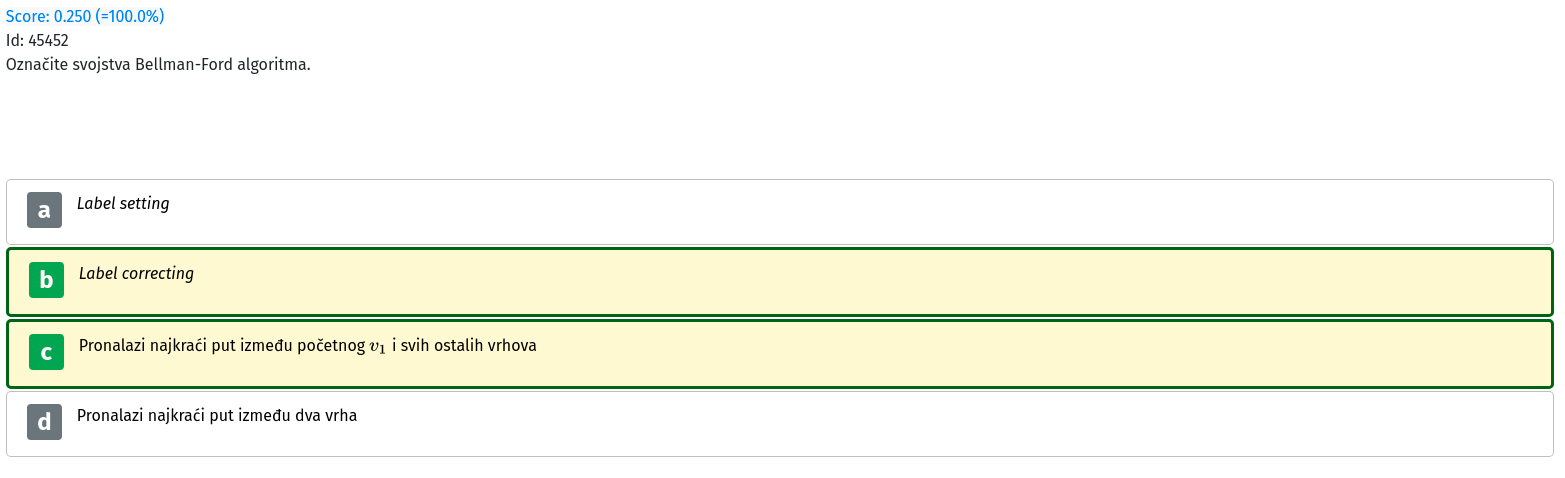 Score: 0.250 (=100.0%)
Id: 45452
Označite svojstva Bellman-Ford algoritma.
a Label setting
b Label correcting
c Pronalazi najkraći put između početnog v₁ i svih ostalih vrhova
d Pronalazi najkraći put između dva vrha